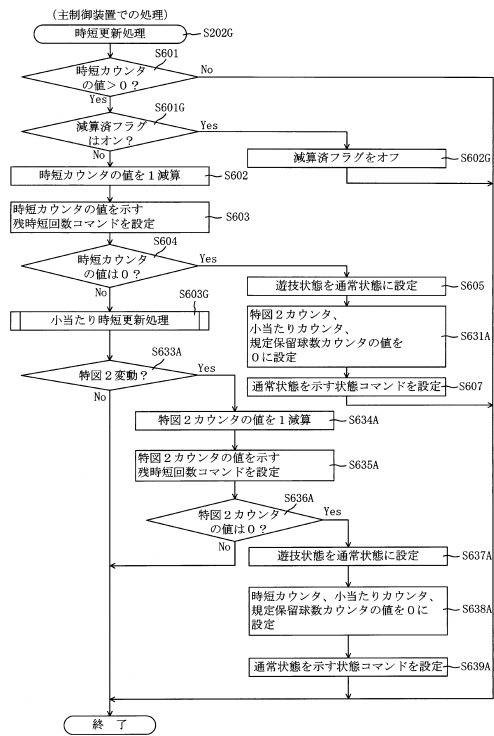 (主制御装置での処理)
時短更新処理
S202G
S601
時短カウンタ
の値>0?
No
Yes
S601G
減算済フラグ
はオン?
Yes
No
減算済フラグをオフ
S602G
時短カウンタの値を1減算
S602
時短カウンタの値を示す
残時短回数コマンドを設定
S603
S604
時短カウンタ
の値は0?
Yes
No
遊技状態を通常状態に設定
S605
S603G
小当たり時短更新処理
特図2カウンタ、
小当たりカウンタ、
規定保留球数カウンタの値を
0に設定
S631A
S633A
特図2変動?
Yes
No
通常状態を示す状態コマンドを設定
S607
特図2カウンタの値を1減算
S634A
特図2カウンタの値を示す
残時短回数コマンドを設定
S635A
S636A
特図2カウンタ
の値は0?
Yes
No
遊技状態を通常状態に設定
S637A
時短カウンタ、小当たりカウンタ、
規定保留球数カウンタの値を0に
設定
S638A
通常状態を示す状態コマンドを設定
S639A
終 了